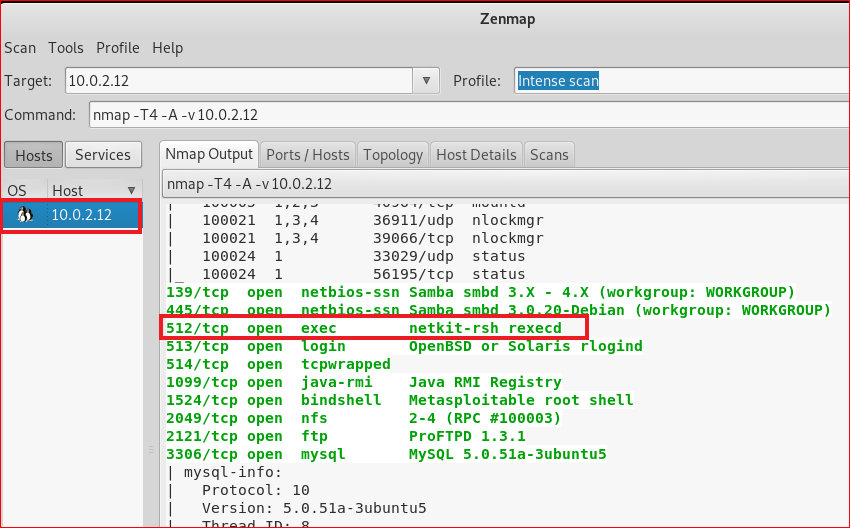 Zenmap
Scan Tools Profile Help
Target: 10.0.2.12 Profile: Intense scan
Command: nmap -T4 -A -v 10.0.2.12
Hosts Services Nmap Output Ports / Hosts Topology Host Details Scans
OS Host nmap -T4 -A -v 10.0.2.12
10.0.2.12
| 100021 1,3,4 36911/udp nlockmgr
| 100021 1,3,4 39066/tcp nlockmgr
| 100024 1 33029/udp status
|_ 100024 1 56195/tcp status
139/tcp open netbios-ssn Samba smbd 3.X - 4.X (workgroup: WORKGROUP)
445/tcp open netbios-ssn Samba smbd 3.0.20-Debian (workgroup: WORKGROUP)
512/tcp open exec netkit-rsh rexecd
513/tcp open login OpenBSD or Solaris rlogind
514/tcp open tcpwrapped
1099/tcp open java-rmi Java RMI Registry
1524/tcp open bindshell Metasploitable root shell
2049/tcp open nfs 2-4 (RPC #100003)
2121/tcp open ftp ProFTPD 1.3.1
3306/tcp open mysql MySQL 5.0.51a-3ubuntu5
| mysql-info:
| Protocol: 10
| Version: 5.0.51a-3ubuntu5
| Thread ID: 8